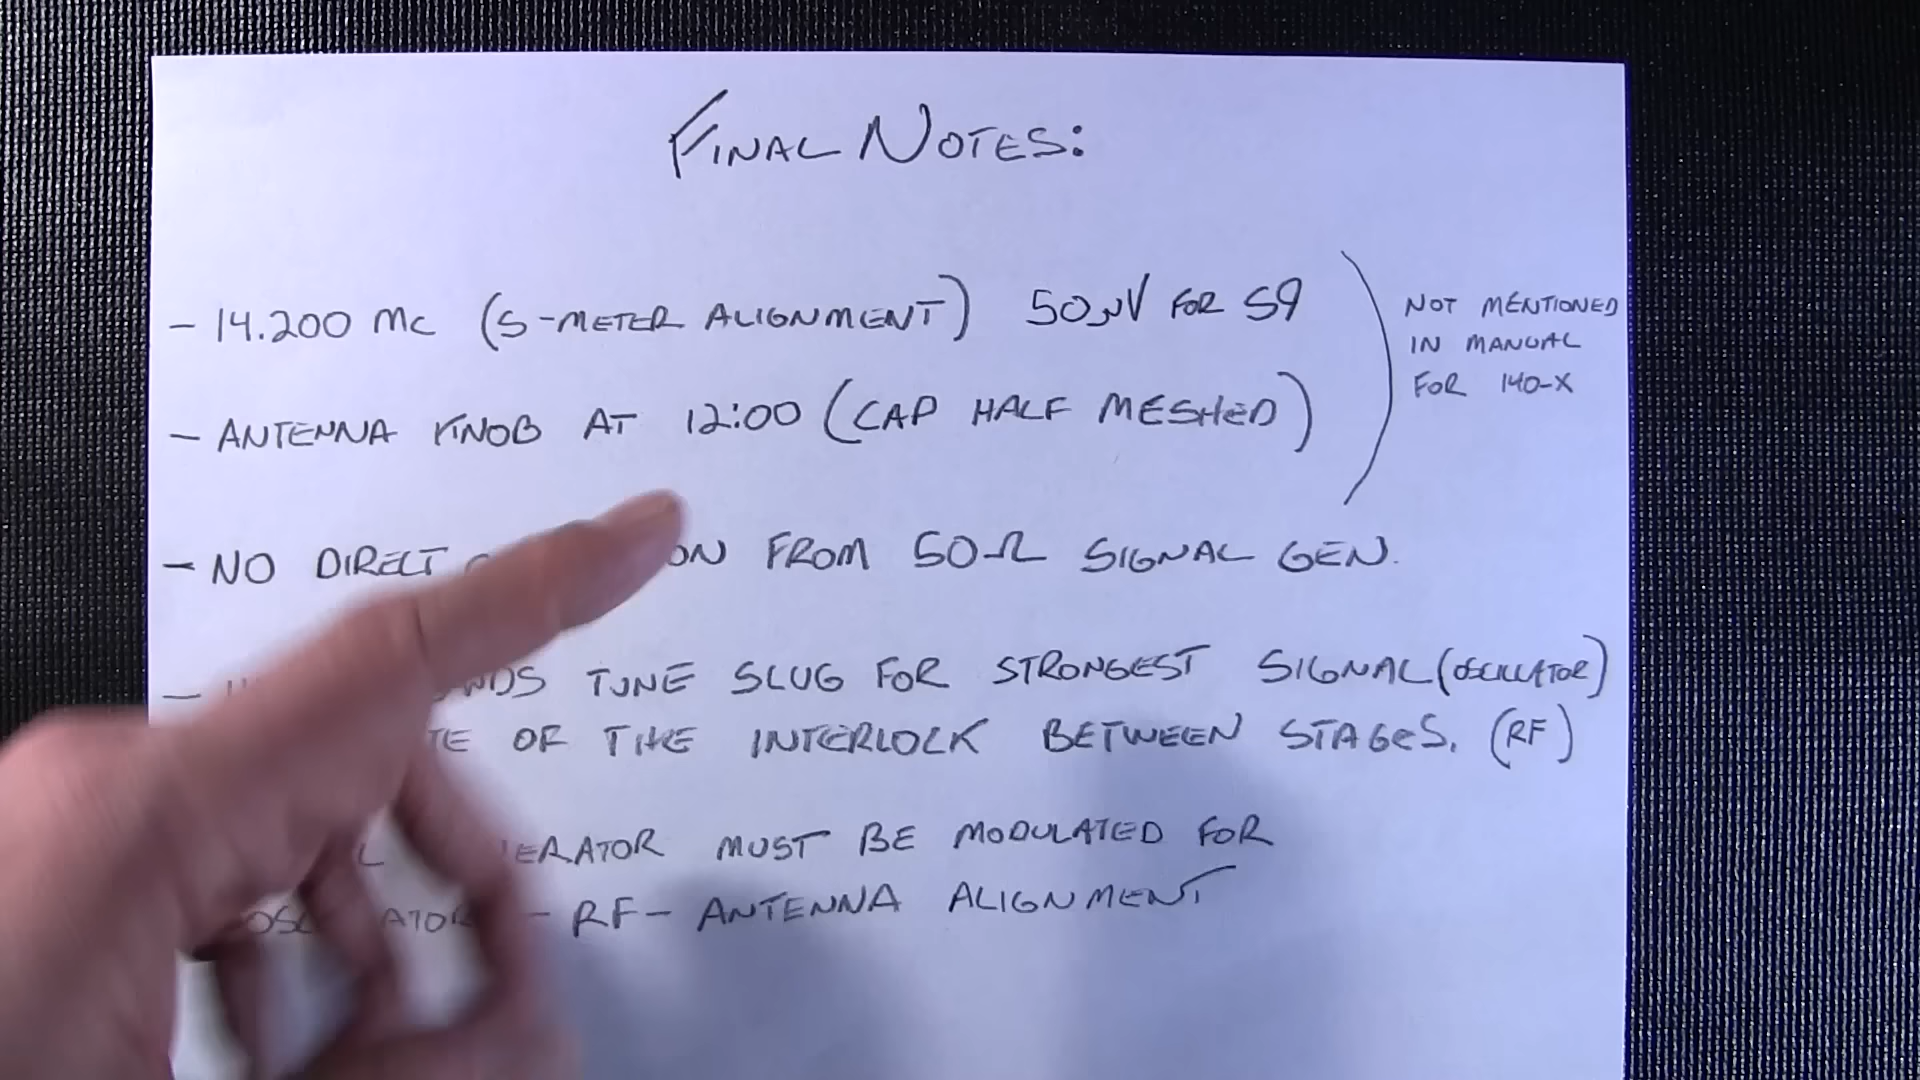 FINAL NOTES:
- 14.200 MC (S-METER ALIGNMENT) 50µV FOR S9
- ANTENNA KNOB AT 12:00 (CAP HALF MESHED)
NOT MENTIONED
IN MANUAL
FOR 140-X
- NO DIRECT FROM 50Ω SIGNAL GEN.
- TUNE SLUG FOR STRONGEST SIGNAL (OSCILLATOR)
OF THE INTERLOCK BETWEEN STAGES. (RF)
MUST BE MODULATED FOR
- RF - ANTENNA ALIGNMENT